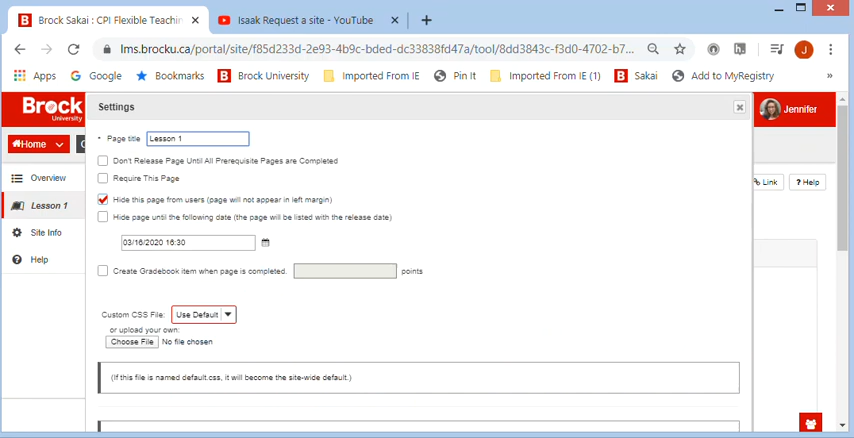 Brock Sakai : CPI Flexible Teachin
Isaak Request a site - YouTube
lms.brocku.ca/portal/site/f85d233d-2e93-4b9c-bded-dc33838fd47a/tool/8dd3843c-f3d0-4702-b7...
h.
J
Apps
Google
Bookmarks
B Brock University
Imported From IE
Pin It
Imported From IE (1)
B Sakai
Add to MyRegistry
»
Brock
University
Settings
Jennifer
Home
Overview
Lesson 1
Site Info
Help
* Page title Lesson 1
Don't Release Page Until All Prerequisite Pages are Completed
Require This Page
Hide this page from users (page will not appear in left margin)
Hide page until the following date (the page will be listed with the release date)
03/16/2020 16:30
Create Gradebook item when page is completed. points
Custom CSS File: Use Default
or upload your own:
Choose File No file chosen
(If this file is named default.css, it will become the site-wide default.)
Link
? Help